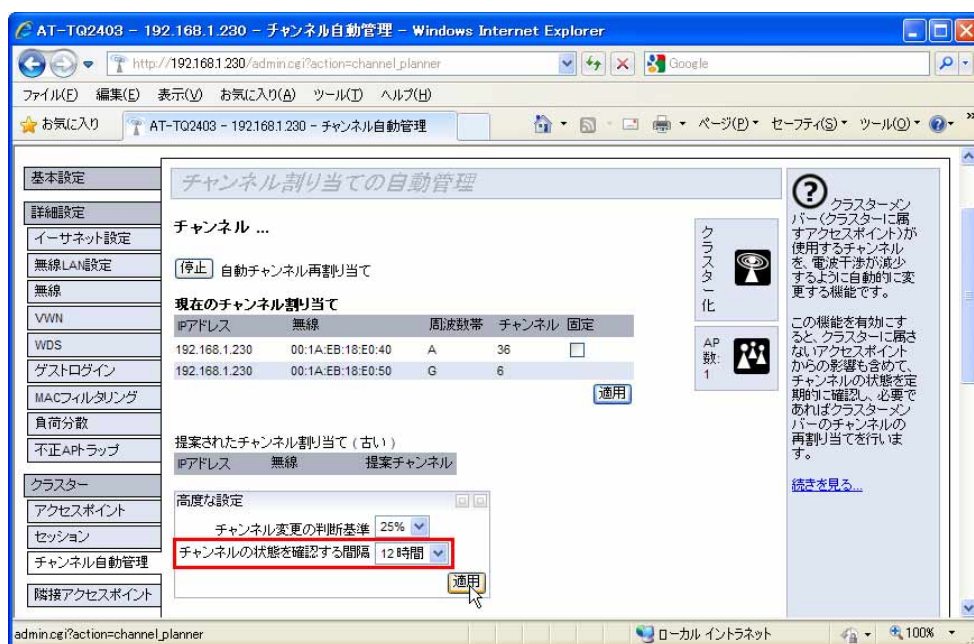 AT-TQ2403 - 192.168.1.230 - チャンネル自動管理 - Windows Internet Explorer
http://192.168.1.230/admin.cgi?action=channel_planner
Google
ファイル(F) 編集(E) 表示(V) お気に入り(A) ツール(T) ヘルプ(H)
お気に入り
AT-TQ2403 - 192.168.1.230 - チャンネル自動管理
ページ(P) セーフティ(S) ツール(O) »
基本設定
詳細設定
イーサネット設定
無線LAN設定
無線
VWN
WDS
ゲストログイン
MACフィルタリング
負荷分散
不正APトラップ
クラスター
アクセスポイント
セッション
チャンネル自動管理
隣接アクセスポイント
チャンネル割り当ての自動管理
チャンネル ...
停止 自動チャンネル再割り当て
現在のチャンネル割り当て
IPアドレス 無線 周波数帯 チャンネル 固定
192.168.1.230 00:1A:EB:18:E0:40 A 36
192.168.1.230 00:1A:EB:18:E0:50 G 6
適用
提案されたチャンネル割り当て ( 古い )
IPアドレス 無線 提案チャンネル
高度な設定
チャンネル変更の判断基準 25%
チャンネルの状態を確認する間隔 12時間
適用
クラスター化
AP数: 1
?
クラスターメン
バー(クラスターに属
すアクセスポイント)が
使用するチャンネル
を、電波干渉が減少
するように自動的に変
更する機能です。
この機能を有効にす
ると、クラスターに属さ
ないアクセスポイント
からの影響も含めて、
チャンネルの状態を定
期的に確認し、必要で
あればクラスターメン
バーのチャンネルの
再割り当てを行いま
す。
続きを見る...
admin.cgi?action=channel_planner
ローカル イントラネット
100%